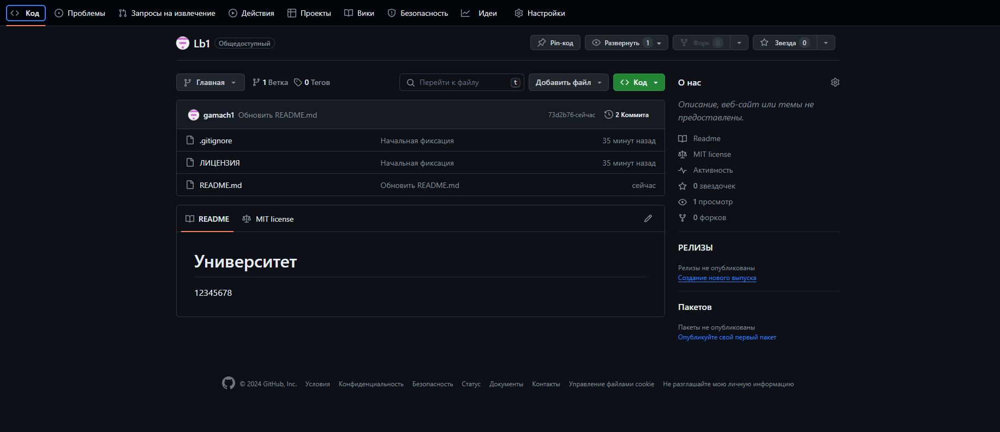 Код Проблемы Запросы на извлечение Действия Проекты Вики Безопасность Идеи Настройки
Lb1 Общедоступный Pin-код Развернуть 1 Форк 0 Звезда 0
Главная 1 Ветка 0 Тегов Перейти к файлу t Добавить файл Код
gamach1 Обновить README.md 73d2b76·сейчас 2 Коммита
.gitignore Начальная фиксация 35 минут назад
ЛИЦЕНЗИЯ Начальная фиксация 35 минут назад
README.md Обновить README.md сейчас
README MIT license
Университет
12345678
О нас
Описание, веб-сайт или темы не
предоставлены.
Readme
MIT license
Активность
0 звездочек
1 просмотр
0 форков
РЕЛИЗЫ
Релизы не опубликованы
Создание нового выпуска
Пакетов
Пакеты не опубликованы
Опубликуйте свой первый пакет
© 2024 GitHub, Inc. Условия Конфиденциальность Безопасность Статус Документы Контакты Управление файлами cookie Не разглашайте мою личную информацию